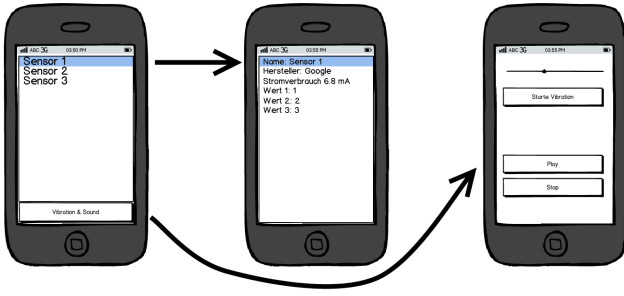 ABC 3G 03:50 PM
Sensor 1
Sensor 2
Sensor 3
Vibration & Sound
ABC 3G 03:55 PM
Name: Sensor 1
Hersteller: Google
Stromverbrauch 6.8 mA
Wert 1: 1
Wert 2: 2
Wert 3: 3
ABC 3G 03:55 PM
Starte Vibration
Play
Stop